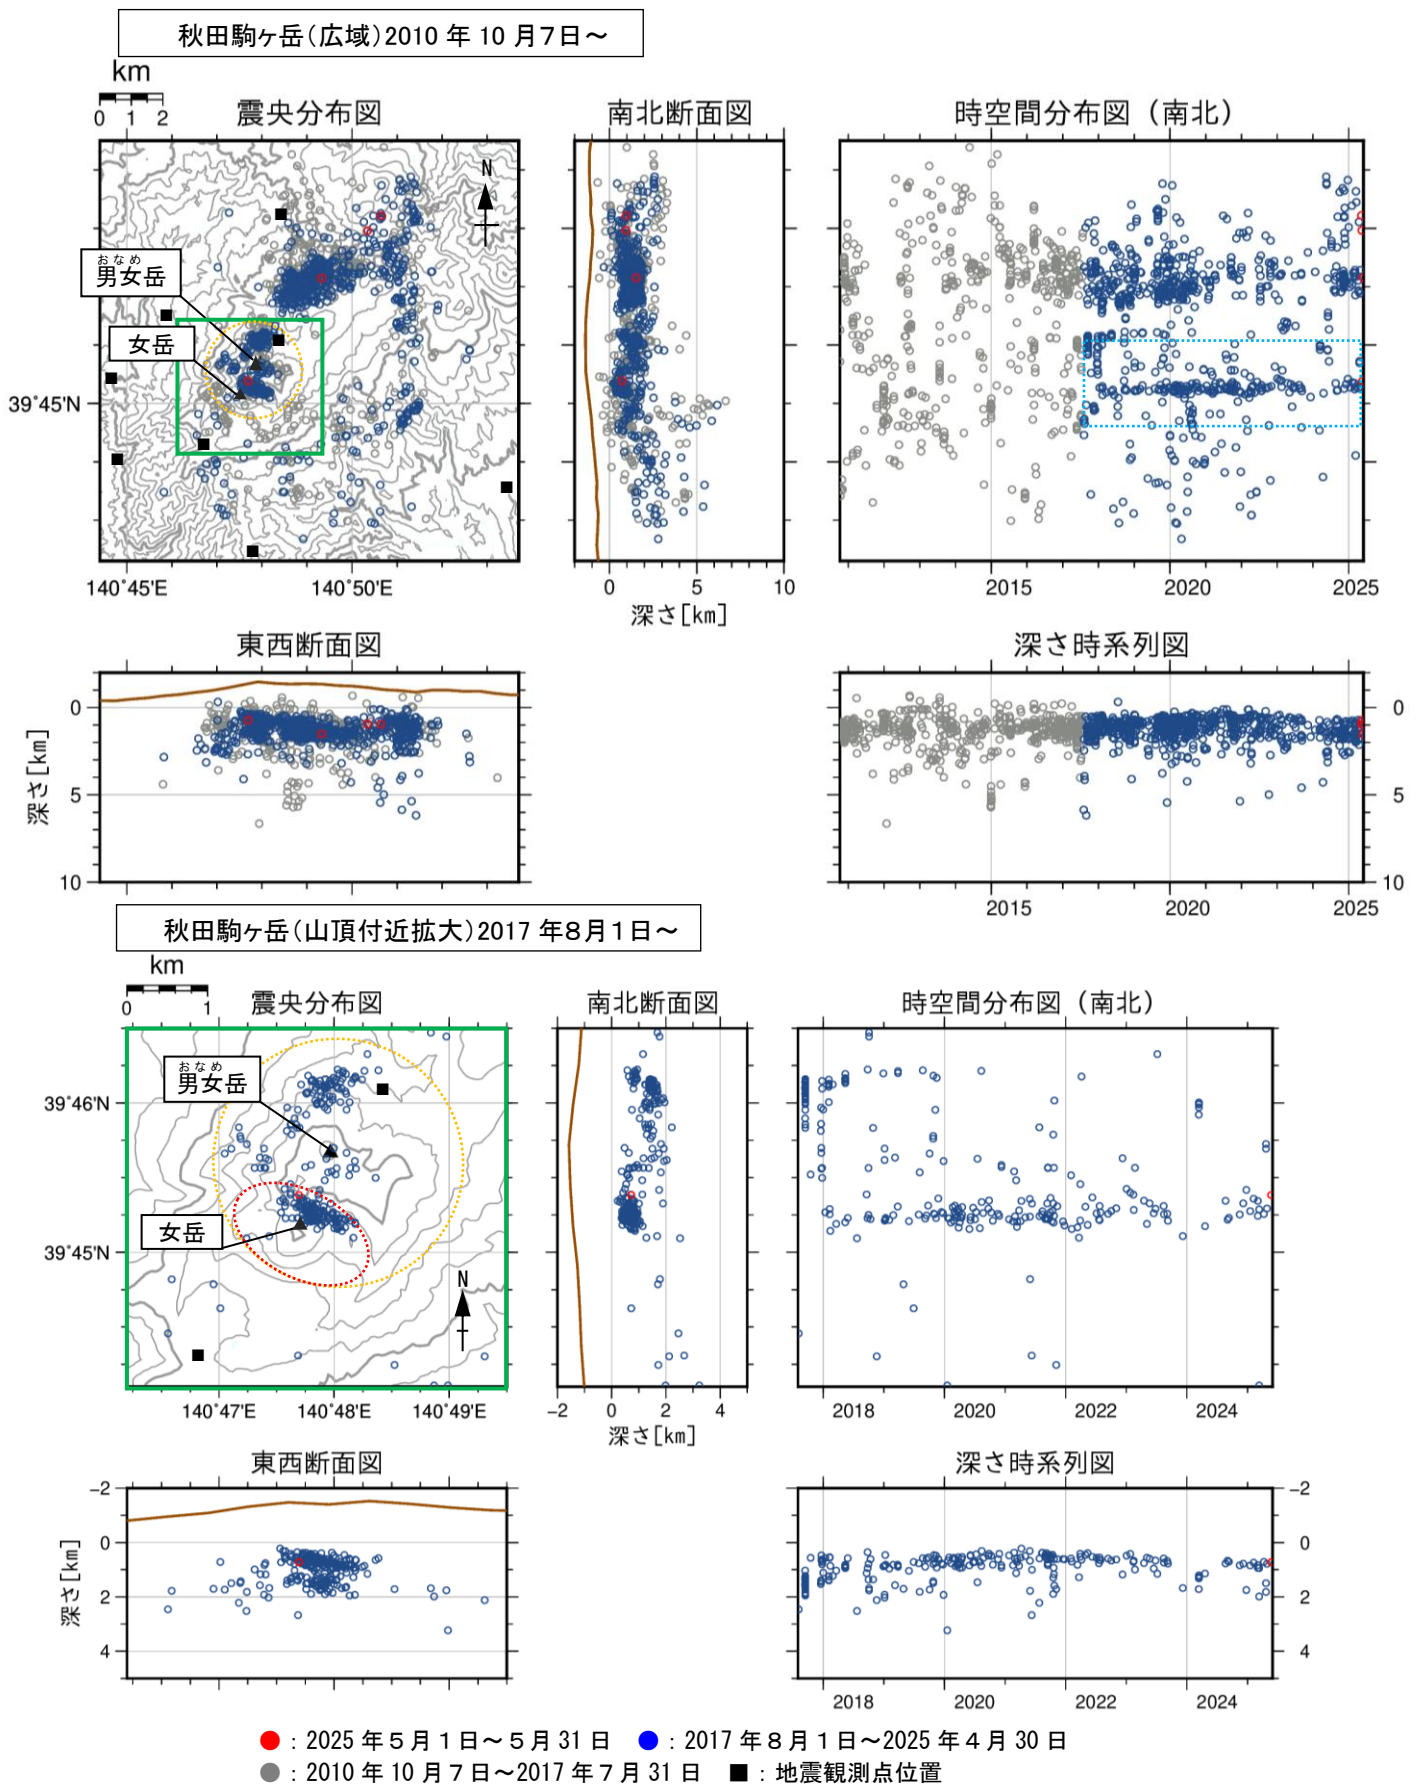 秋田駒ヶ岳（広域）2010 年 10 月７日～
km
0 1 2
震央分布図
南北断面図
時空間分布図（南北）
N
おなめ
男女岳
女岳
39°45'N
140°45'E 140°50'E
0 5 10
深さ[km]
2015 2020 2025
東西断面図
深さ時系列図
0
5
10
深さ[km]
0
5
10
2015 2020 2025
秋田駒ヶ岳（山頂付近拡大）2017 年８月１日～
km
0 1
震央分布図
南北断面図
時空間分布図（南北）
おなめ
男女岳
39°46'N
女岳
39°45'N
N
140°47'E 140°48'E 140°49'E
-2 0 2 4
深さ[km]
2018 2020 2022 2024
東西断面図
深さ時系列図
-2
0
2
4
深さ[km]
-2
0
2
4
2018 2020 2022 2024
：2025 年５月１日～５月 31 日 ：2017 年８月１日～2025 年４月 30 日
：2010 年 10 月７日～2017 年７月 31 日 ：地震観測点位置